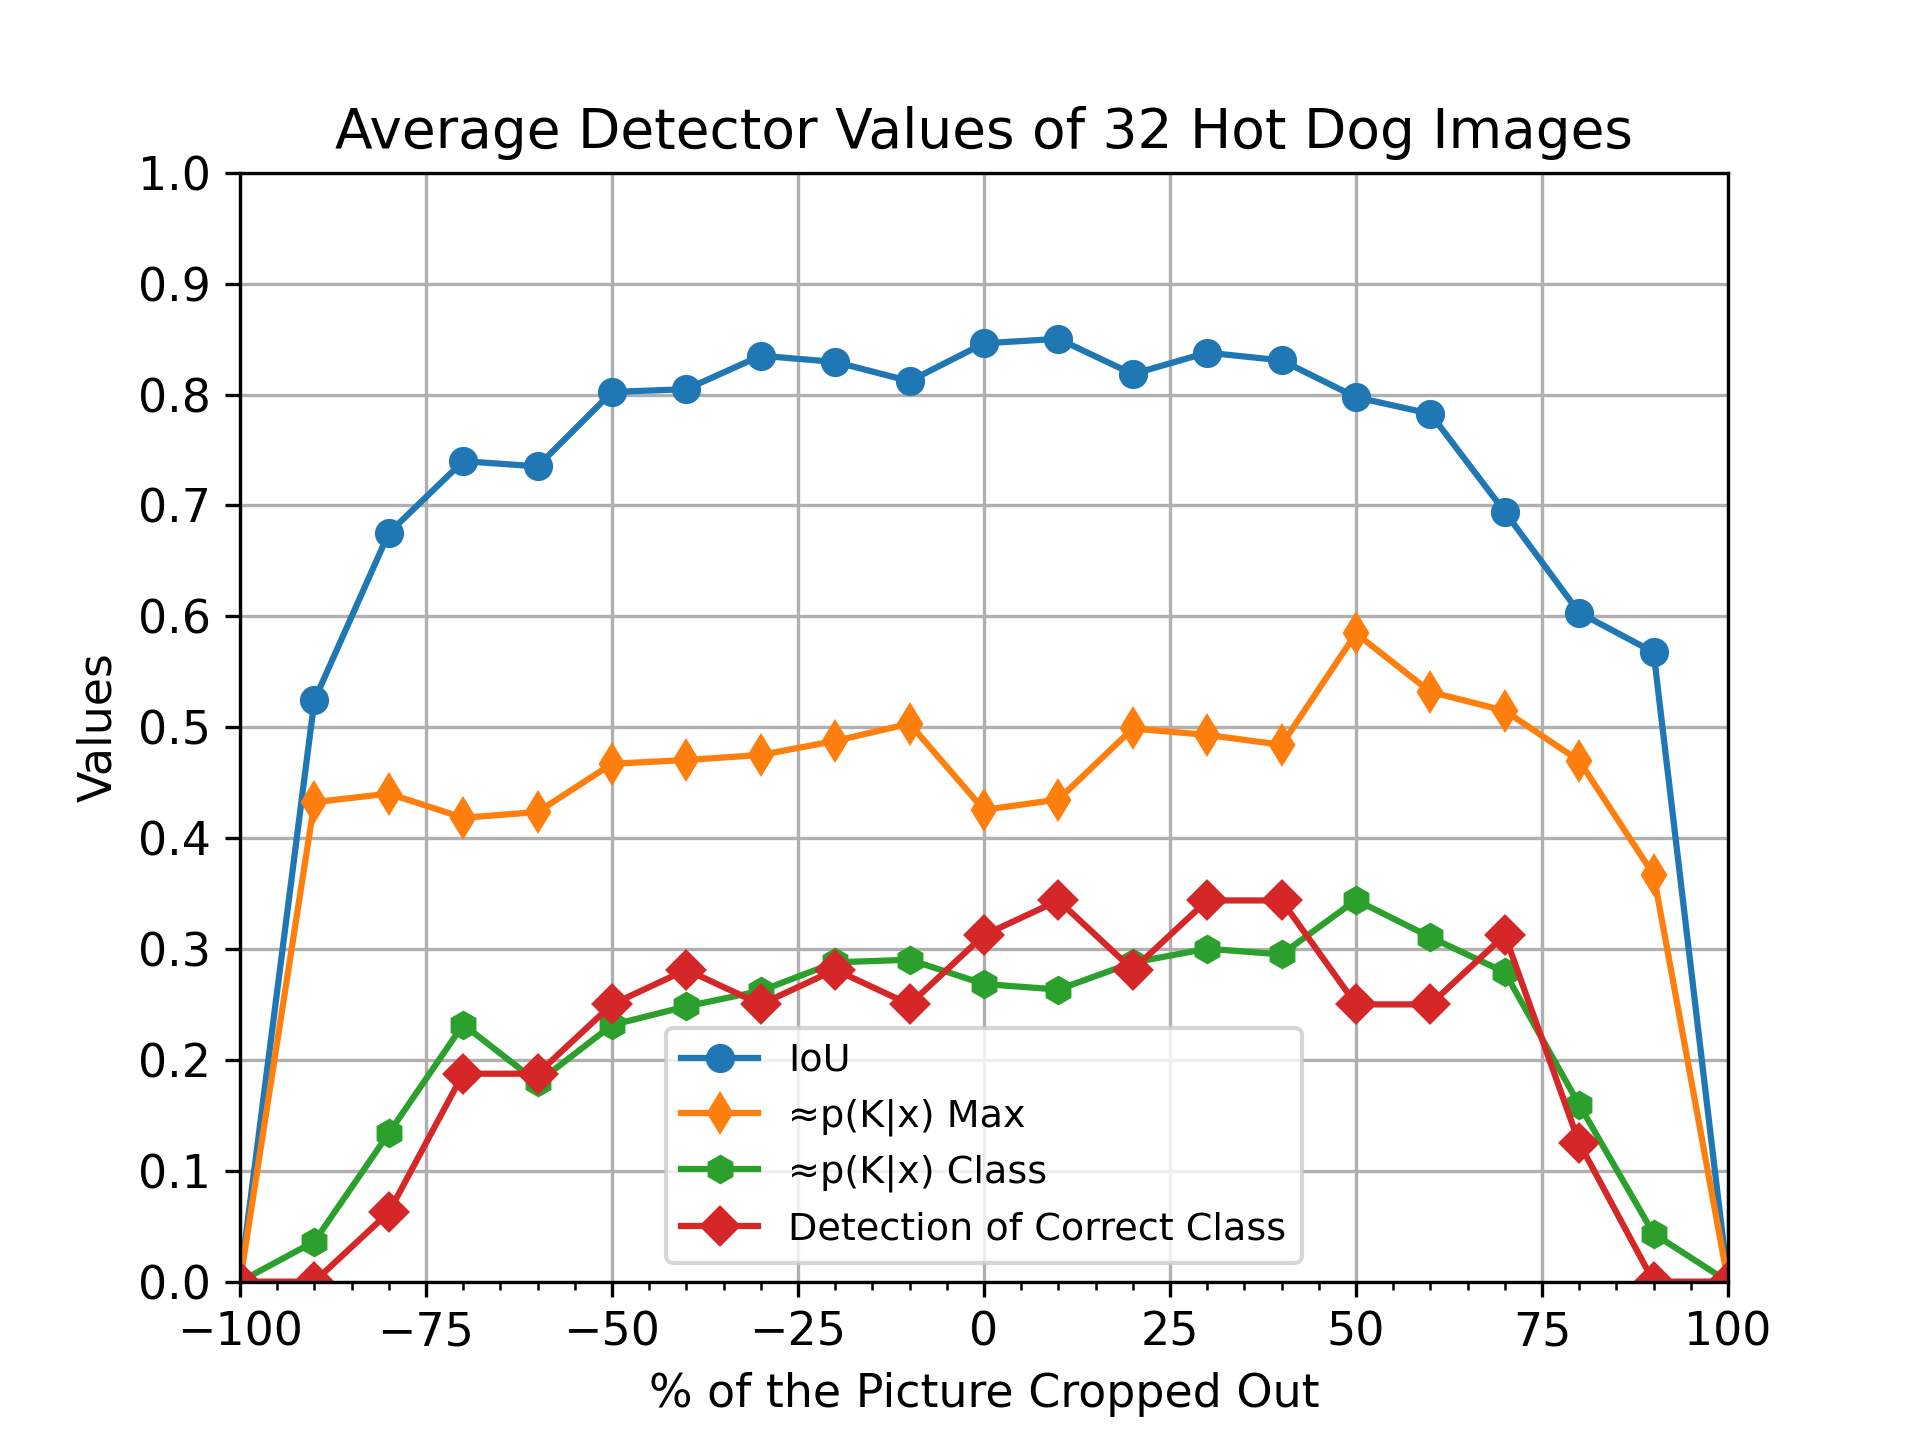 Average Detector Values of 32 Hot Dog Images
1.0
0.9
0.8
0.7
0.6
0.5
0.4
0.3
0.2
0.1
0.0
Values
IoU
≈p(K|x) Max
≈p(K|x) Class
Detection of Correct Class
−100 −75 −50 −25 0 25 50 75 100
% of the Picture Cropped Out